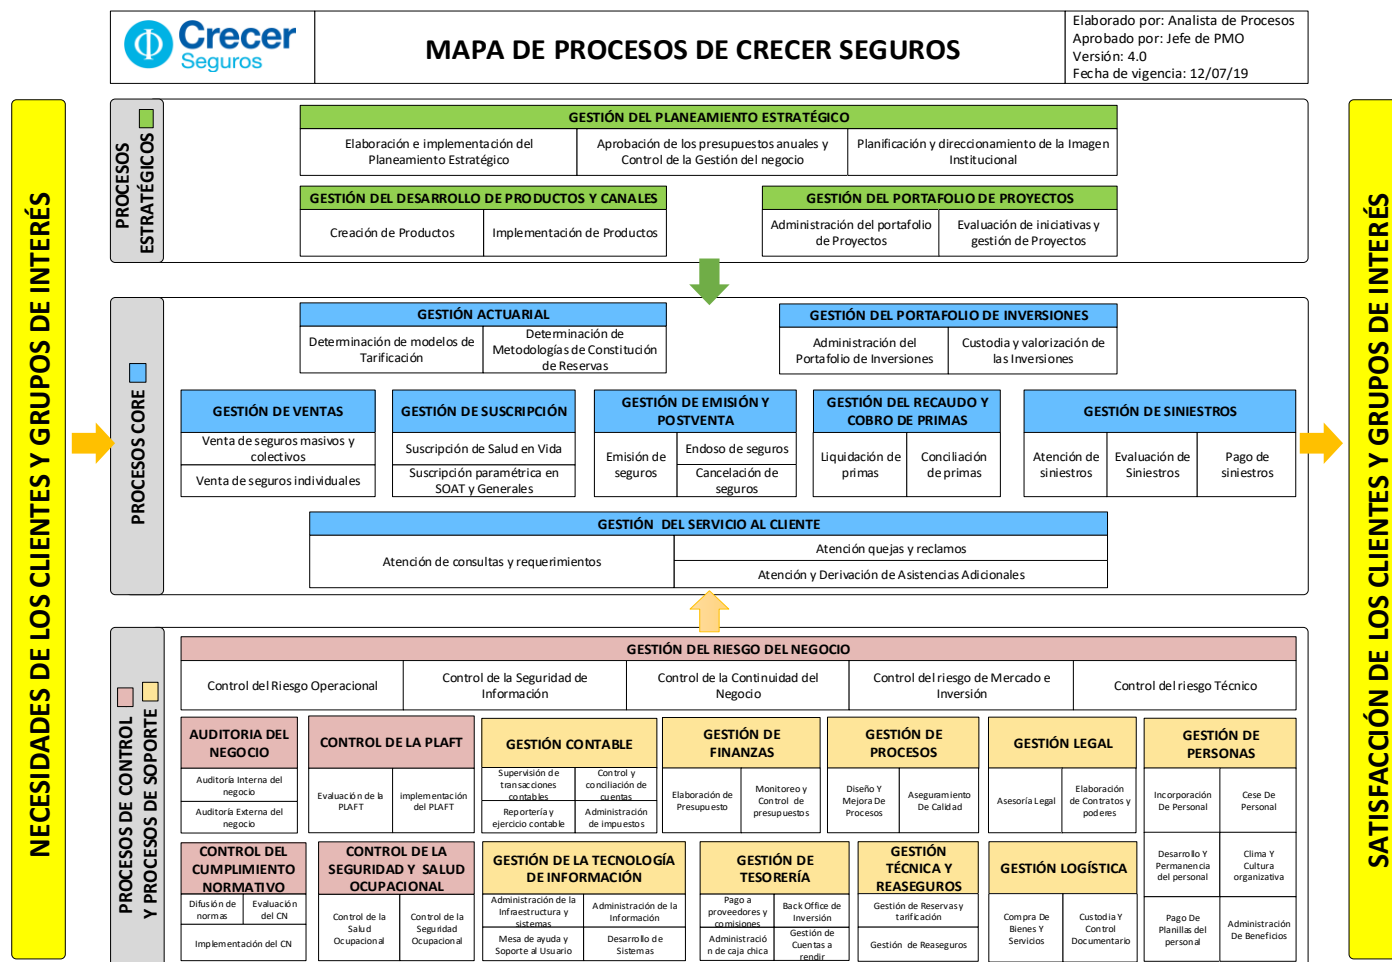 Crecer
Seguros
MAPA DE PROCESOS DE CRECER SEGUROS
Elaborado por: Analista de Procesos
Aprobado por: Jefe de PMO
Versión: 4.0
Fecha de vigencia: 12/07/19
NECESIDADES DE LOS CLIENTES Y GRUPOS DE INTERÉS
PROCESOS
ESTRATÉGICOS
GESTIÓN DEL PLANEAMIENTO ESTRATÉGICO
Elaboración e implementación del
Planeamiento Estratégico
Aprobación de los presupuestos anuales y
Control de la Gestión del negocio
Planificación y direccionamiento de la Imagen
Institucional
GESTIÓN DEL DESARROLLO DE PRODUCTOS Y CANALES
Creación de Productos
Implementación de Productos
GESTIÓN DEL PORTAFOLIO DE PROYECTOS
Administración del portafolio
de Proyectos
Evaluación de iniciativas y
gestión de Proyectos
PROCESOS CORE
GESTIÓN ACTUARIAL
Determinación de modelos de
Tarificación
Determinación de
Metodologías de Constitución
de Reservas
GESTIÓN DEL PORTAFOLIO DE INVERSIONES
Administración del
Portafolio de Inversiones
Custodia y valorización de
las Inversiones
GESTIÓN DE VENTAS
Venta de seguros masivos y
colectivos
Venta de seguros individuales
GESTIÓN DE SUSCRIPCIÓN
Suscripción de Salud en Vida
Suscripción paramétrica en
SOAT y Generales
GESTIÓN DE EMISIÓN Y
POSTVENTA
Emisión de
seguros
Endoso de seguros
Cancelación de
seguros
GESTIÓN DEL RECAUDO Y
COBRO DE PRIMAS
Liquidación de
primas
Conciliación
de primas
GESTIÓN DE SINIESTROS
Atención de
siniestros
Evaluación de
Siniestros
Pago de
siniestros
GESTIÓN DEL SERVICIO AL CLIENTE
Atención de consultas y requerimientos
Atención quejas y reclamos
Atención y Derivación de Asistencias Adicionales
PROCESOS DE CONTROL
Y PROCESOS DE SOPORTE
GESTIÓN DEL RIESGO DEL NEGOCIO
Control del Riesgo Operacional
Control de la Seguridad de
Información
Control de la Continuidad del
Negocio
Control del riesgo de Mercado e
Inversión
Control del riesgo Técnico
AUDITORIA DEL
NEGOCIO
Auditoría Interna del
negocio
Auditoría Externa del
negocio
CONTROL DE LA PLAFT
Evaluación de la
PLAFT
implementación
del PLAFT
GESTIÓN CONTABLE
Supervisión de
transacciones
contables
Control y
conciliación de
cuentas
Reportería y
ejercicio contable
Administración
de impuestos
GESTIÓN DE
FINANZAS
Elaboración de
Presupuesto
Monitoreo y
Control de
presupuestos
GESTIÓN DE
PROCESOS
Diseño Y
Mejora De
Procesos
Aseguramiento
De Calidad
GESTIÓN LEGAL
Asesoría Legal
Elaboración
de Contratos y
poderes
GESTIÓN DE
PERSONAS
Incorporación
De Personal
Cese De
Personal
Desarrollo Y
Permanencia
del personal
Clima Y
Cultura
organizativa
Pago De
Planillas del
personal
Administración
De Beneficios
CONTROL DEL
CUMPLIMIENTO
NORMATIVO
Difusión de
normas
Evaluación
del CN
Implementación del CN
CONTROL DE LA
SEGURIDAD Y SALUD
OCUPACIONAL
Control de la
Salud
Ocupacional
Control de la
Seguridad
Ocupacional
GESTIÓN DE LA TECNOLOGÍA
DE INFORMACIÓN
Administración de la
Infraestructura y
sistemas
Administración de la
Información
Mesa de ayuda y
Soporte al Usuario
Desarrollo de
Sistemas
GESTIÓN DE
TESORERÍA
Pago a
proveedores y
comisiones
Back Office de
Inversión
Administració
n de caja chica
Gestión de
Cuentas a
rendir
GESTIÓN
TÉCNICA Y
REASEGUROS
Gestión de Reservas y
tarificación
Gestión de Reaseguros
GESTIÓN LOGÍSTICA
Compra De
Bienes Y
Servicios
Custodia Y
Control
Documentario
SATISFACCIÓN DE LOS CLIENTES Y GRUPOS DE INTERÉS